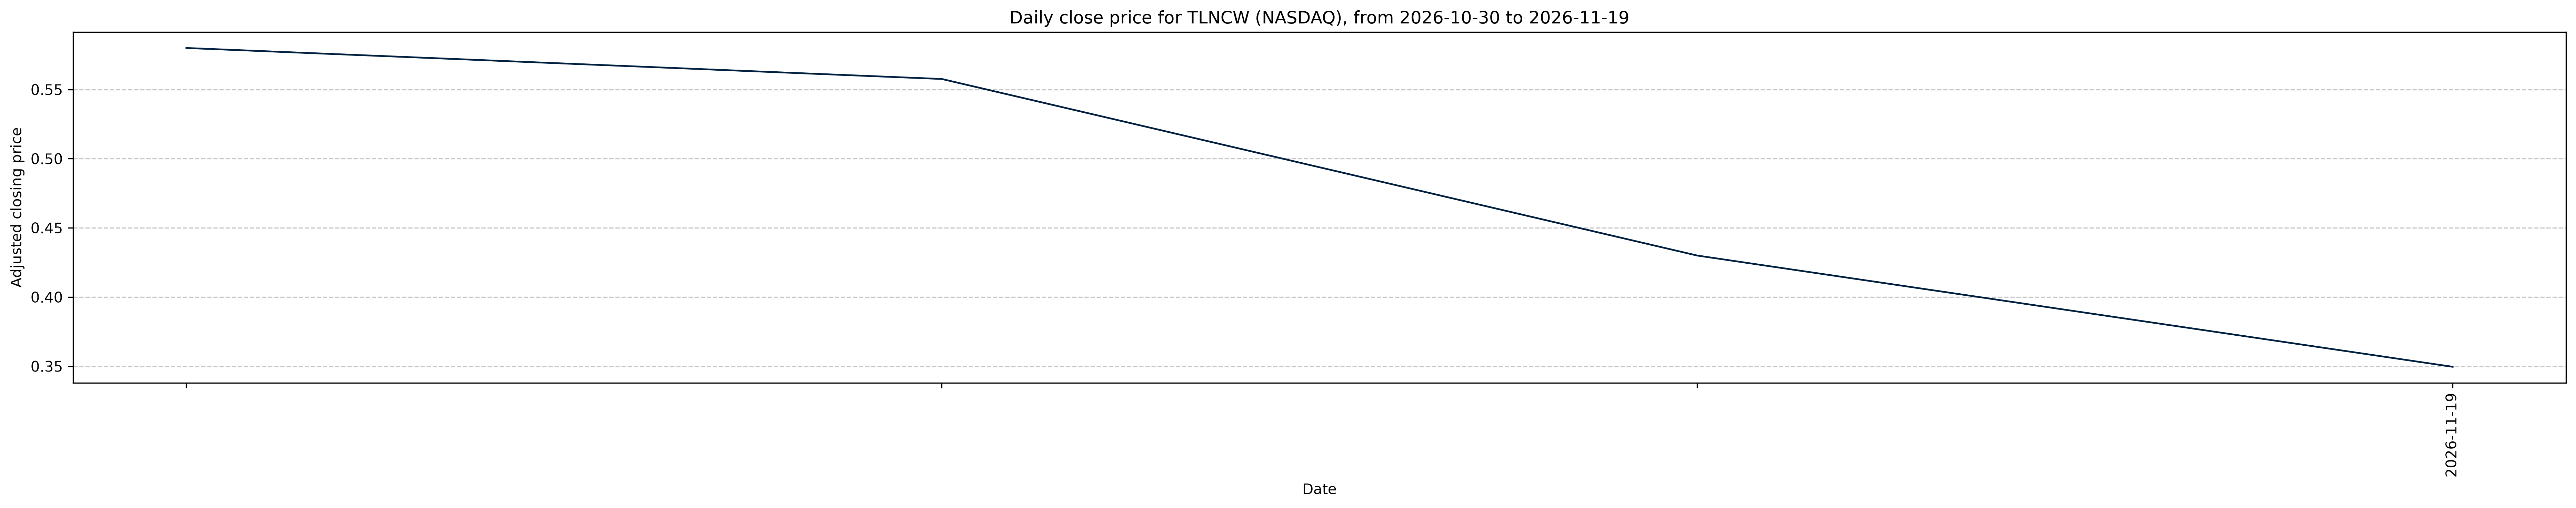 Daily close price for TLNCW (NASDAQ), from 2026-10-30 to 2026-11-19
Adjusted closing price
0.55
0.50
0.45
0.40
0.35
2026-11-19
Date